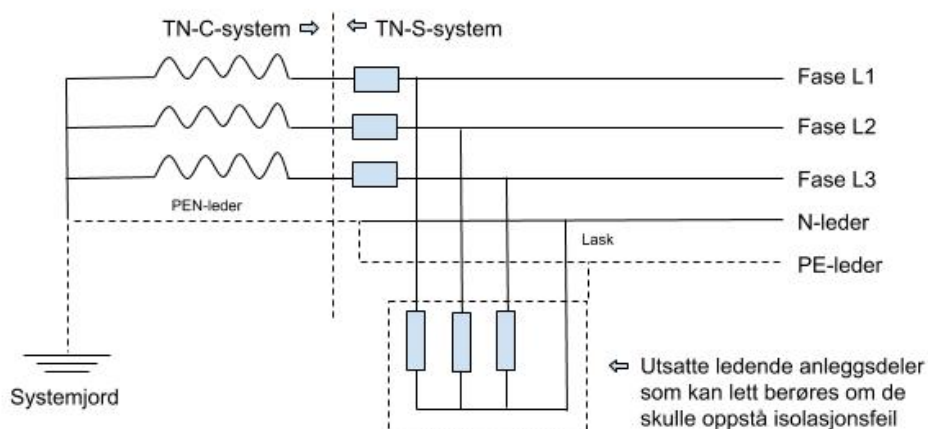 TN-C-system ⇨ ⇦ TN-S-system
Fase L1
Fase L2
Fase L3
PEN-leder
N-leder
Lask
PE-leder
Systemjord
⇦ Utsatte ledende anleggsdeler
som kan lett berøres om de
skulle oppstå isolasjonsfeil